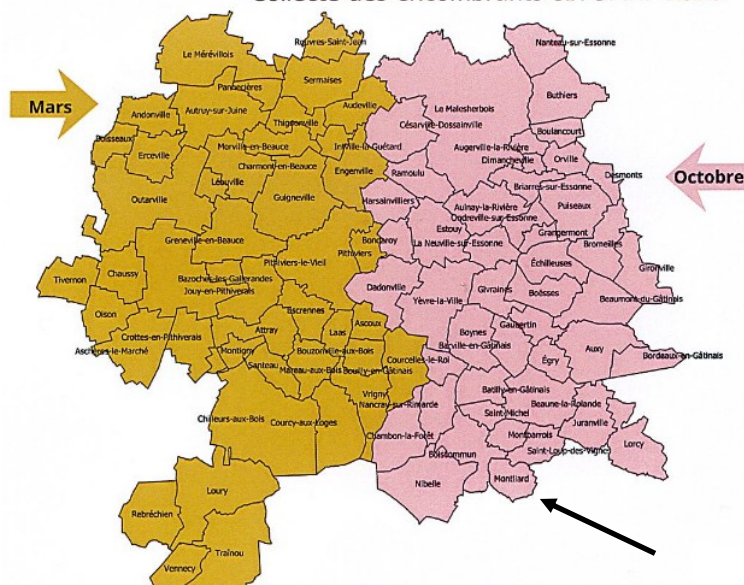 Collecte des encombrants
Rouvres-Saint-Jean
Nanteau-sur-Essonne
Le Mérévillois
Sermaises
Pannecières
Buthiers
Mars
Audeville
Andonville
Autruy-sur-Juine
Le Malesherbois
Thignonville
Césarville-Dossainville
Boulancourt
Boisseaux
Morville-en-Beauce
Intville-la-Guétard
Augerville-la-Rivière
Erceville
Dimancheville
Orville
Charmont-en-Beauce
Engenville
Ramoulu
Desmonts
Octobre
Léouville
Briarres-sur-Essonne
Outarville
Guigneville
Marsainvilliers
Aulnay-la-Rivière
Puiseaux
Ondreville-sur-Essonne
Estouy
Grangermont
Greneville-en-Beauce
Bondaroy
La Neuville-sur-Essonne
Bromeilles
Pithiviers
Pithiviers-le-Vieil
Échilleuses
Gironville
Chaussy
Tivernon
Bazoches-les-Gallerandes
Dadonville
Jouy-en-Pithiverais
Givraines
Boësses
Yèvre-la-Ville
Beaumont-du-Gâtinais
Oison
Escrennes
Ascoux
Gaubertin
Attray
Laas
Boynes
Crottes-en-Pithiverais
Barville-en-Gâtinais
Auxy
Aschères-le-Marché
Montigny
Bouzonville-aux-Bois
Courcelles-le-Roi
Bordeaux-en-Gâtinais
Santeau
Égry
Mareau-aux-Bois
Bouilly-en-Gâtinais
Batilly-en-Gâtinais
Vrigny
Nancray-sur-Rimarde
Beaune-la-Rolande
Saint-Michel
Chilleurs-aux-Bois
Courcy-aux-Loges
Juranville
Chambon-la-Forêt
Montbarrois
Lorcy
Saint-Loup-des-Vignes
Boiscommun
Nibelle
Montliard
Loury
Rebréchien
Traînou
Vennecy